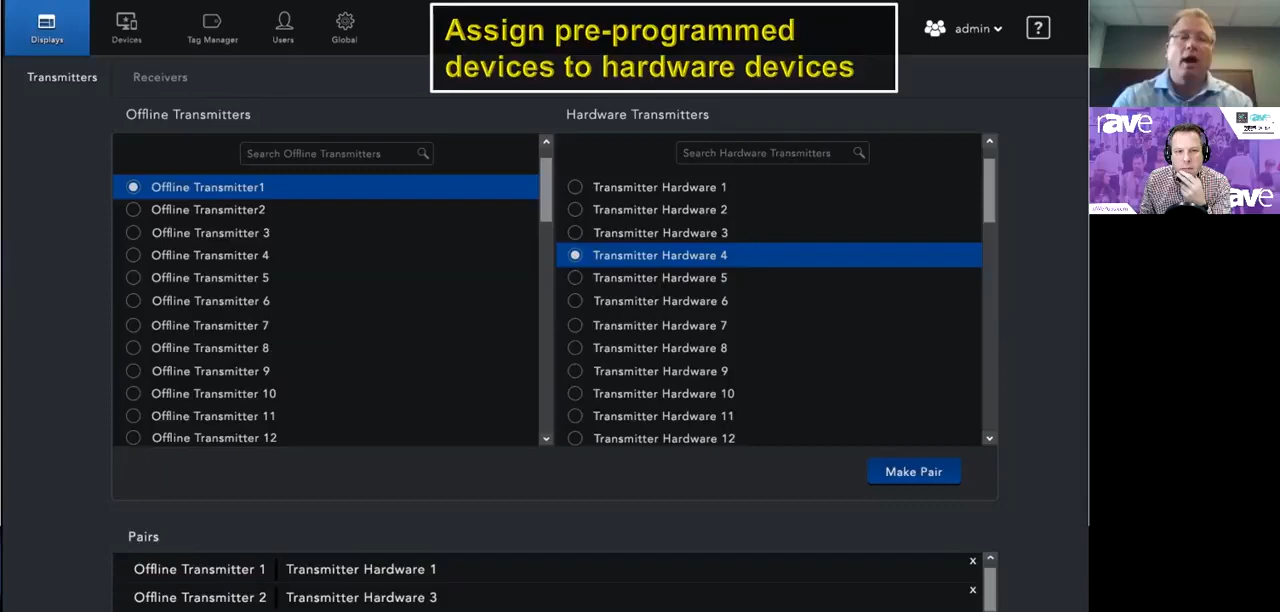 Displays
Devices
Tag Manager
Users
Global
Assign pre-programmed
devices to hardware devices
admin
?
Transmitters
Receivers
Offline Transmitters
Search Offline Transmitters
Offline Transmitter1
Offline Transmitter2
Offline Transmitter 3
Offline Transmitter 4
Offline Transmitter 5
Offline Transmitter 6
Offline Transmitter 7
Offline Transmitter 8
Offline Transmitter 9
Offline Transmitter 10
Offline Transmitter 11
Offline Transmitter 12
Hardware Transmitters
Search Hardware Transmitters
Transmitter Hardware 1
Transmitter Hardware 2
Transmitter Hardware 3
Transmitter Hardware 4
Transmitter Hardware 5
Transmitter Hardware 6
Transmitter Hardware 7
Transmitter Hardware 8
Transmitter Hardware 9
Transmitter Hardware 10
Transmitter Hardware 11
Transmitter Hardware 12
Make Pair
Pairs
Offline Transmitter 1 Transmitter Hardware 1 x
Offline Transmitter 2 Transmitter Hardware 3 x
rave
rave